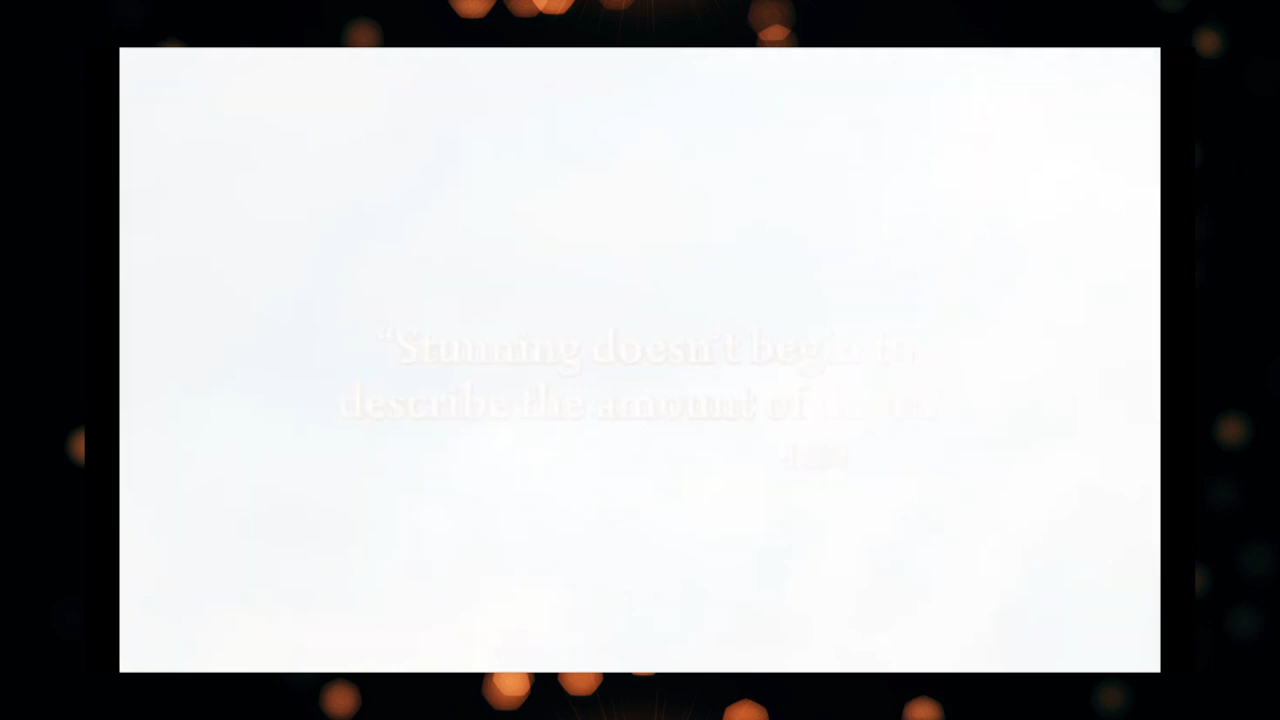 “Stunning doesn't begin to
describe the amount of